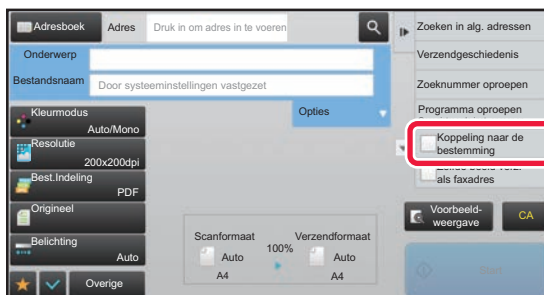 Adresboek
Adres
Druk in om adres in te voeren
Zoeken in alg. adressen
Onderwerp
Verzendgeschiedenis
Bestandsnaam
Door systeeminstellingen vastgezet
Zoeknummer oproepen
Kleurmodus
Auto/Mono
Opties
Programma oproepen
Resolutie
200x200dpi
Koppeling naar de
bestemming
Best.Indeling
PDF
als faxadres
Origineel
Voorbeeld-
weergave
CA
Belichting
Auto
Scanformaat
100%
Verzendformaat
Auto
A4
Auto
A4
Overige
Start